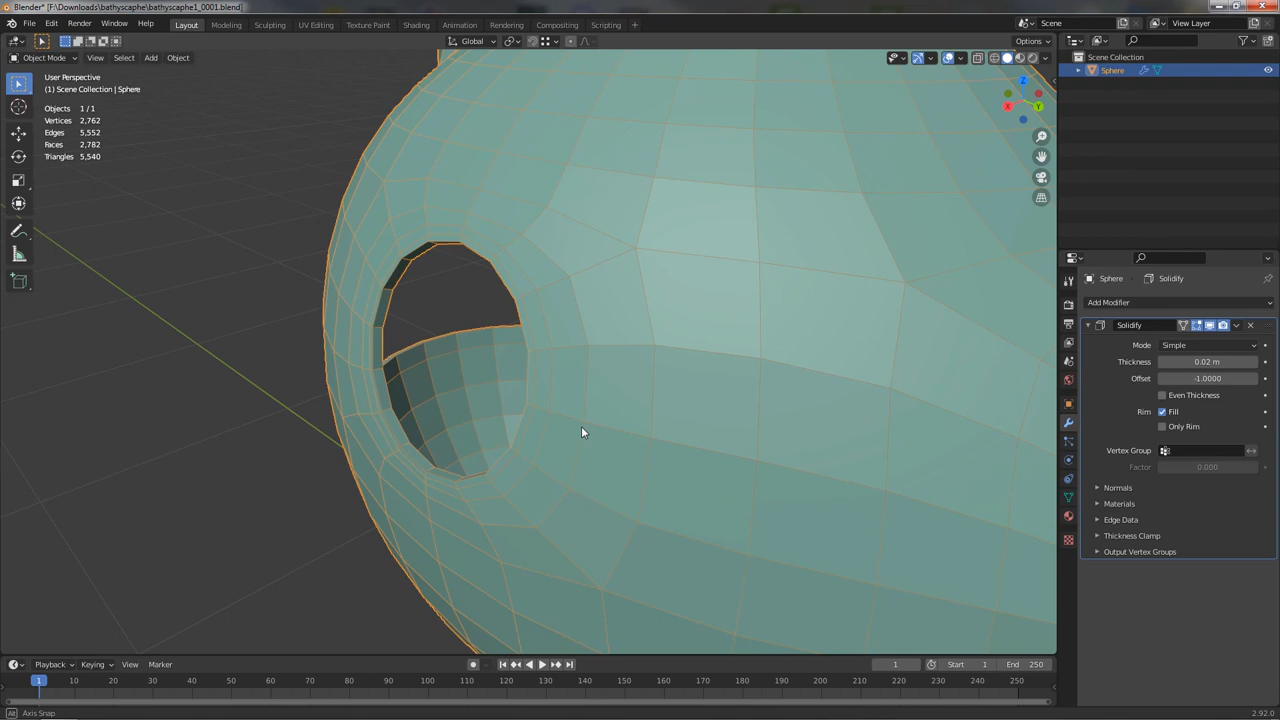 Blender* [F:\Downloads\bathyscaphe\bathyscaphe1_0001.blend]
File Edit Render Window Help Layout Modeling Sculpting UV Editing Texture Paint Shading Animation Rendering Compositing Scripting Scene View Layer
Global Options
Object Mode View Select Add Object
User Perspective
(1) Scene Collection | Sphere
Objects 1 / 1
Vertices 2,762
Edges 5,552
Faces 2,782
Triangles 5,540
Z
X
Y
Scene Collection
Sphere
Sphere Solidify
Add Modifier
Solidify
Mode Simple
Thickness 0.02 m
Offset -1.0000
Even Thickness
Rim Fill
Only Rim
Vertex Group
Factor 0.000
Normals
Materials
Edge Data
Thickness Clamp
Output Vertex Groups
Playback Keying View Marker 1 Start 1 End 250
1 10 20 30 40 50 60 70 80 90 100 110 120 130 140 150 160 170 180 190 200 210 220 230 240 250
Alt Axis Snap 2.92.0